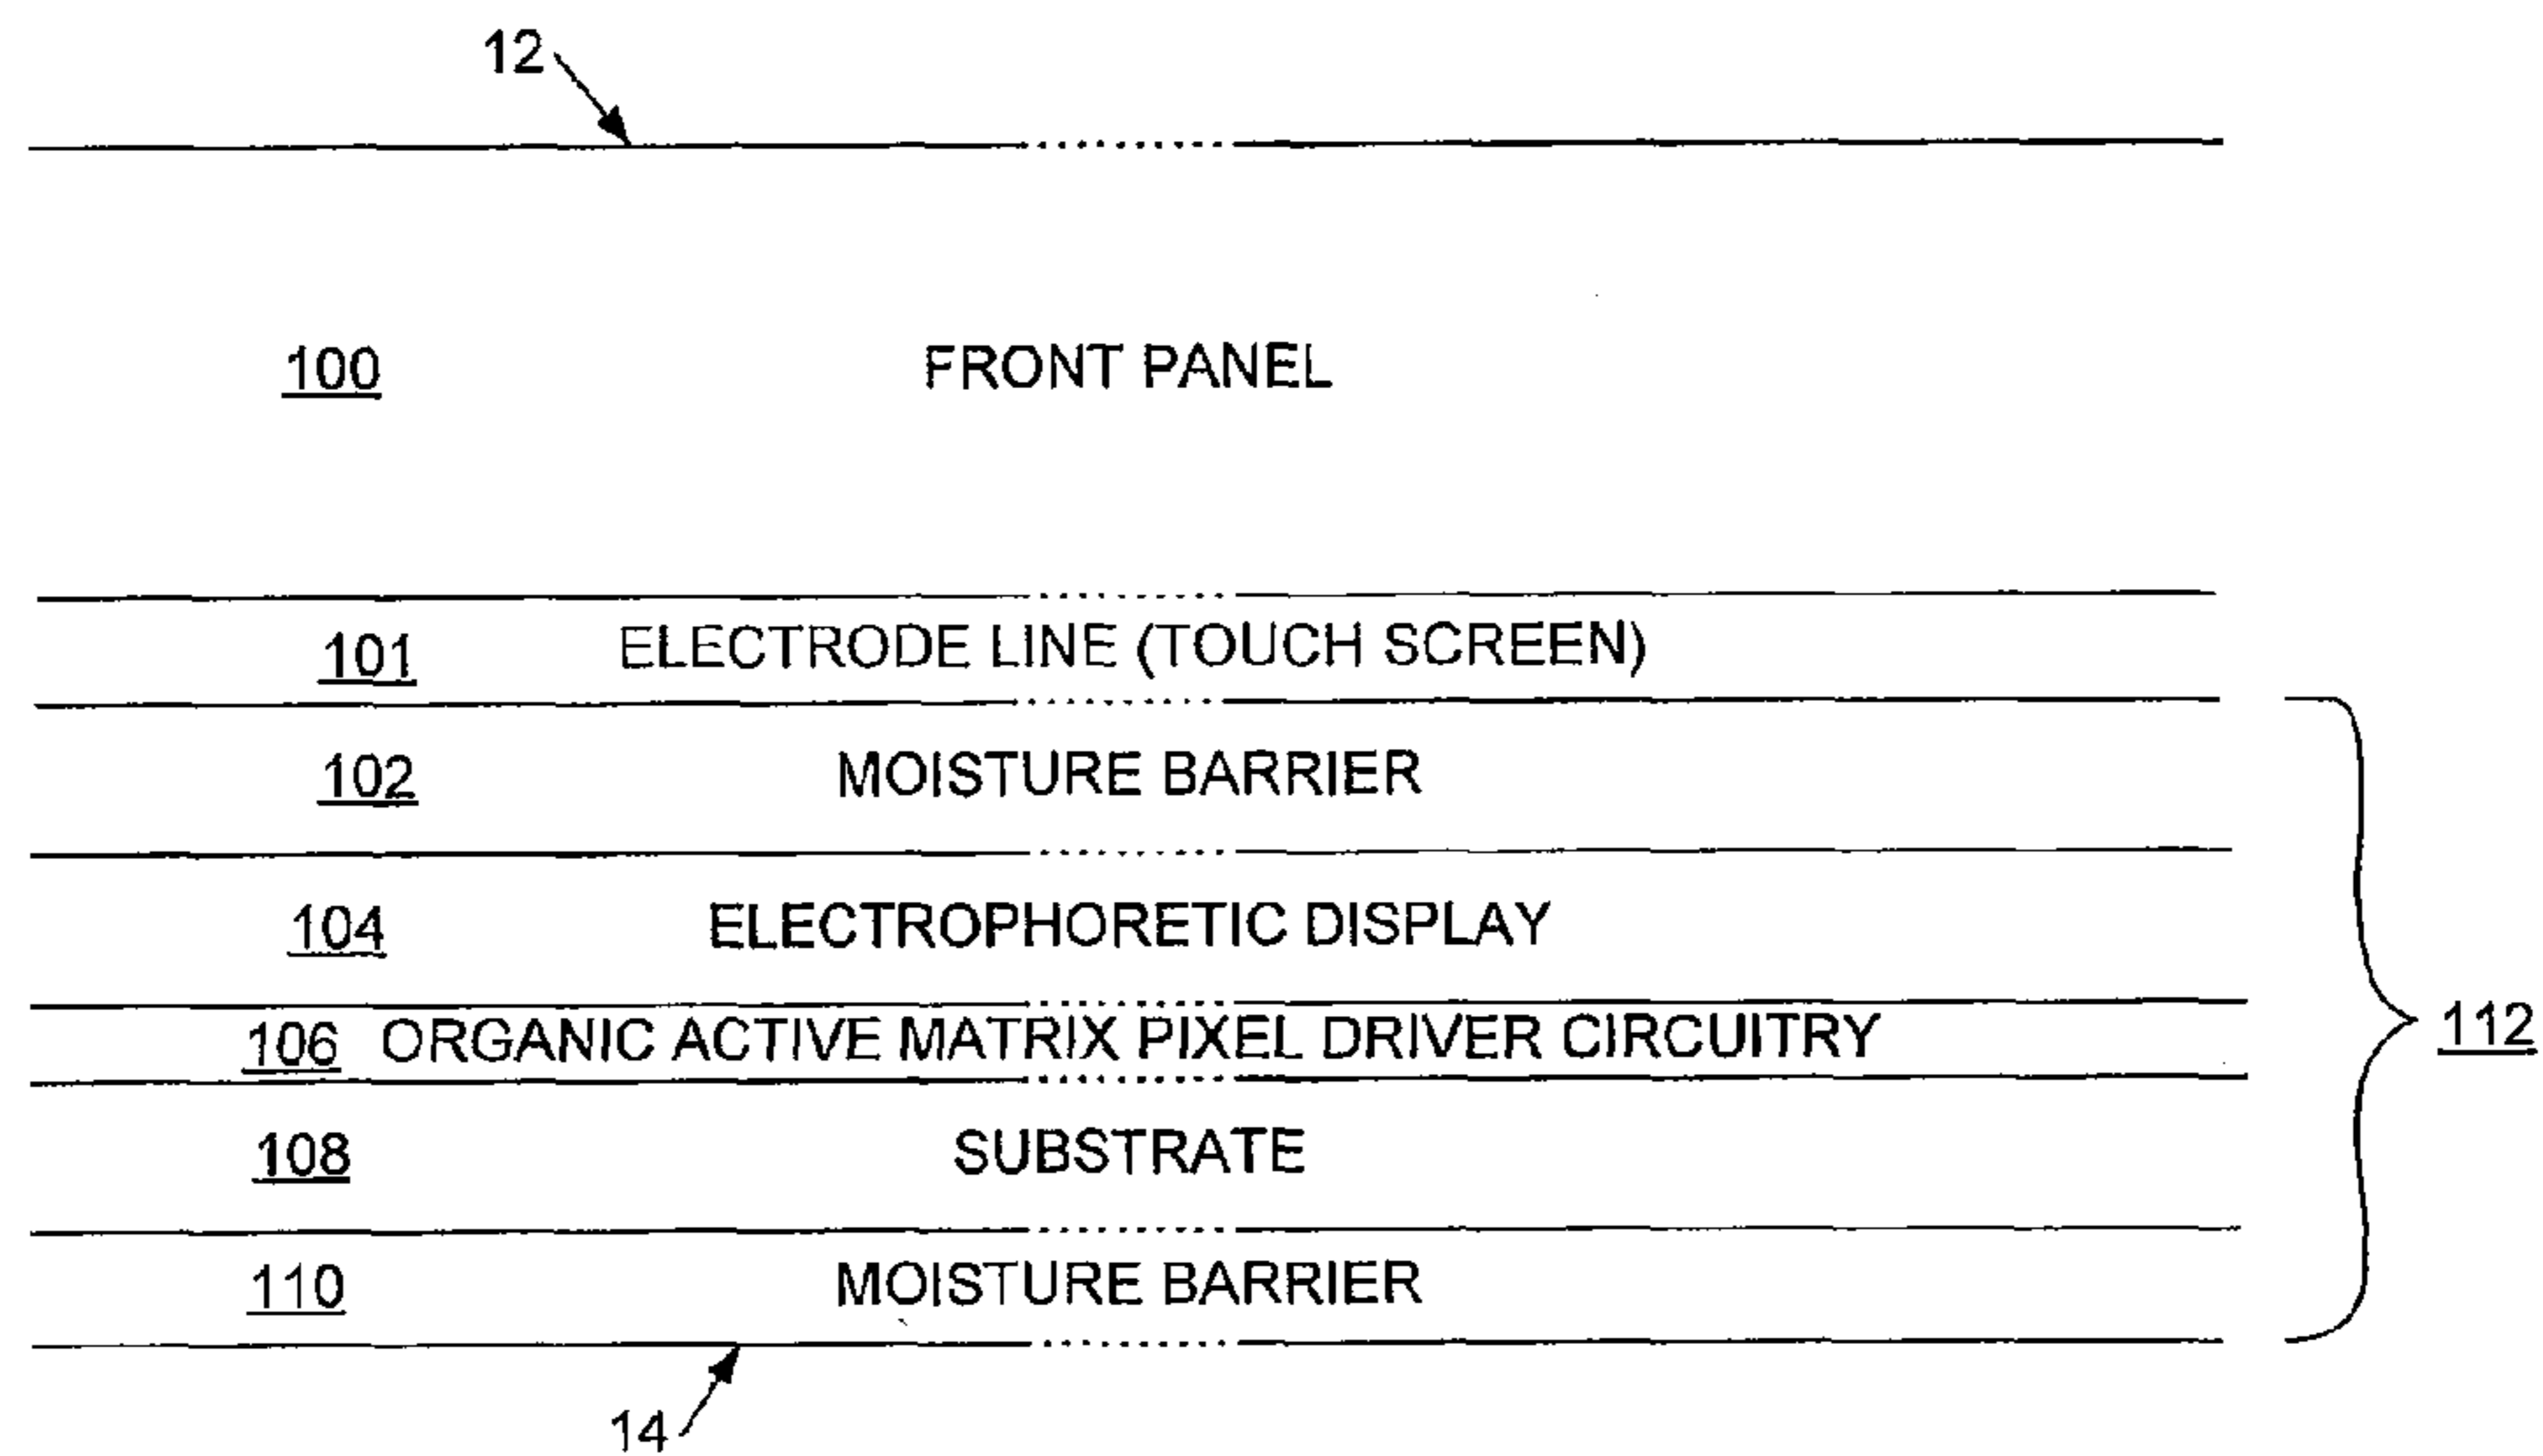 12
100 FRONT PANEL
101 ELECTRODE LINE (TOUCH SCREEN)
102 MOISTURE BARRIER
104 ELECTROPHORETIC DISPLAY
106 ORGANIC ACTIVE MATRIX PIXEL DRIVER CIRCUITRY
112
108 SUBSTRATE
110 MOISTURE BARRIER
14